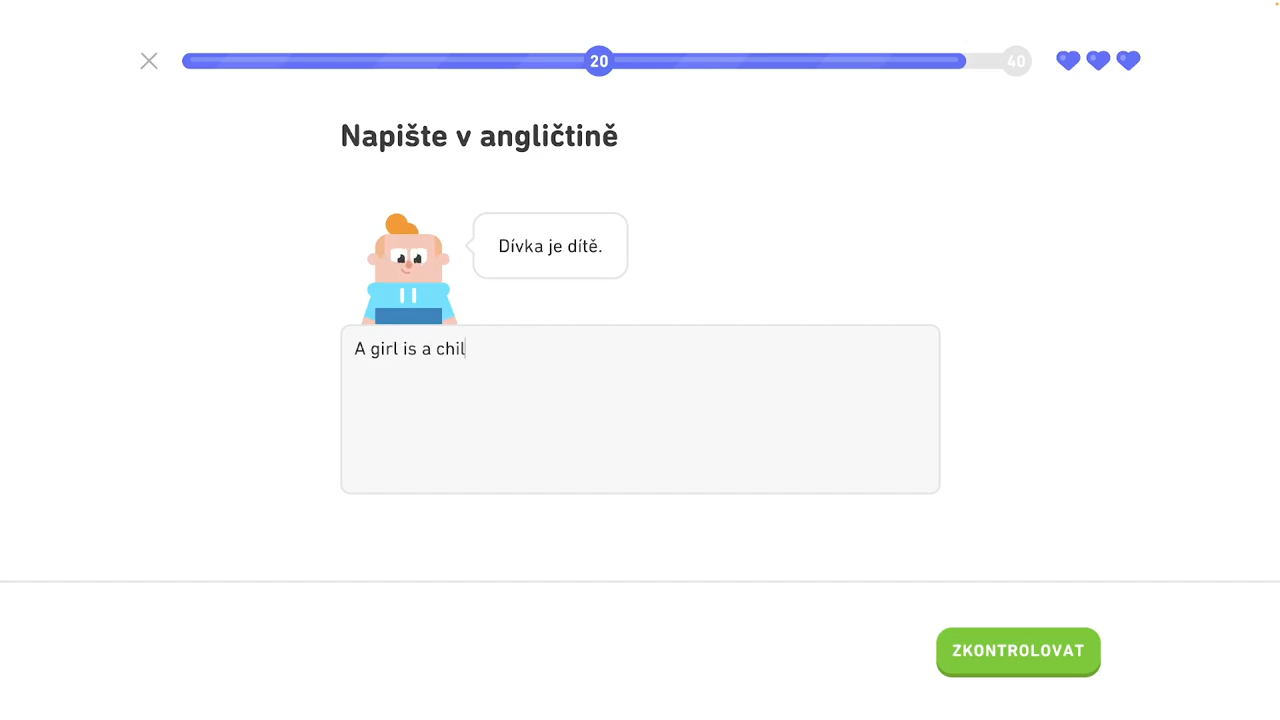 20
40
Napište v angličtině
Dívka je dítě.
A girl is a chil
ZKONTROLOVAT